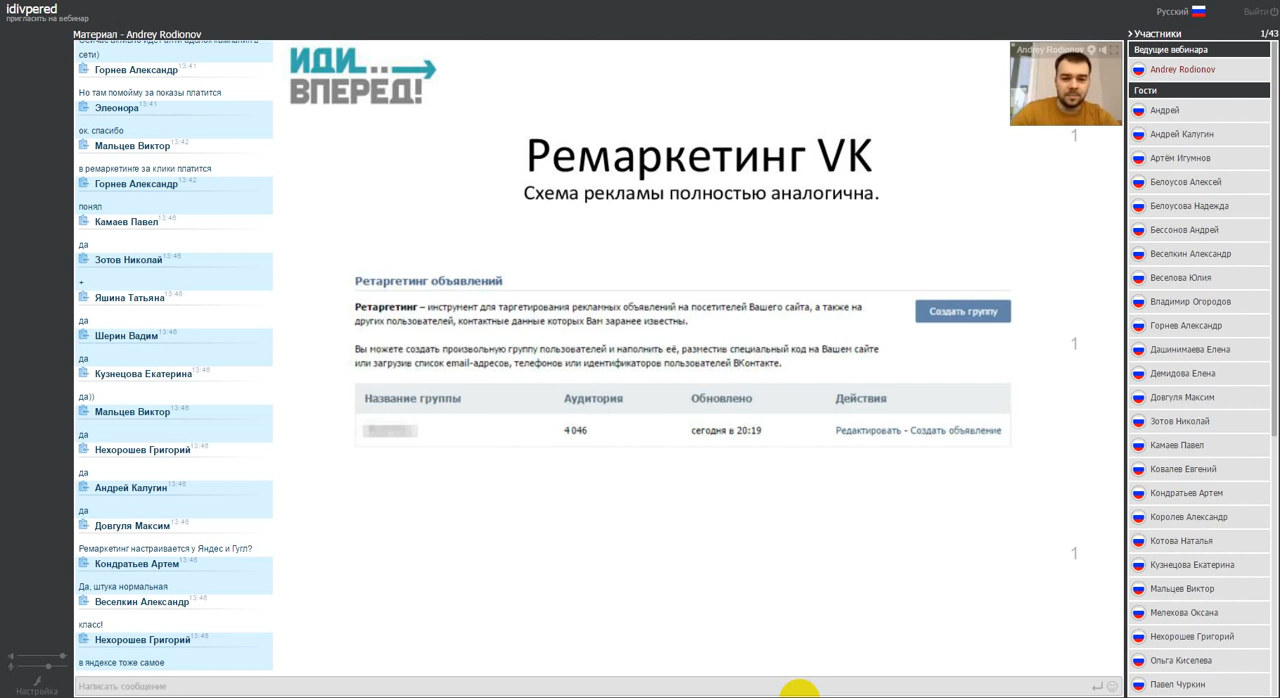 idivpered
пригласить на вебинар
Русский
Выйти
Материал - Andrey Rodionov
сети)
Горнев Александр 13:41
Но там помойму за показы платится
Элеонора 13:41
ок. спасибо
Мальцев Виктор 13:42
в ремаркетинге за клики платится
Горнев Александр 13:42
понял
Камаев Павел 13:46
да
Зотов Николай 13:46
+
Яшина Татьяна 13:46
да
Шерин Вадим 13:46
да
Кузнецова Екатерина 13:46
да))
Мальцев Виктор 13:46
да
Нехорошев Григорий 13:46
да
Андрей Калугин 13:46
да
Довгуля Максим 13:46
Ремаркетинг настраивается у Яндес и Гугл?
Кондратьев Артем 13:46
Да, штука нормальная
Веселкин Александр 13:46
класс!
Нехорошев Григорий 13:46
в яндексе тоже самое
Написать сообщение
Настройка
ИДИ
ВПЕРЕД!
Ремаркетинг VK
Схема рекламы полностью аналогична.
Ретаргетинг объявлений
Ретаргетинг – инструмент для таргетирования рекламных объявлений на посетителей Вашего сайта, а также на
других пользователей, контактные данные которых Вам заранее известны.
Создать группу
Вы можете создать произвольную группу пользователей и наполнить её, разместив специальный код на Вашем сайте
или загрузив список email-адресов, телефонов или идентификаторов пользователей ВКонтакте.
Название группы Аудитория Обновлено Действия
4 046 сегодня в 20:19 Редактировать - Создать объявление
Andrey Rodionov
1
1
1
Участники 1/43
Ведущие вебинара
Andrey Rodionov
Гости
Андрей
Андрей Калугин
Артём Игумнов
Белоусов Алексей
Белоусова Надежда
Бессонов Андрей
Веселкин Александр
Веселова Юлия
Владимир Огородов
Горнев Александр
Дашинимаева Елена
Демидова Елена
Довгуля Максим
Зотов Николай
Камаев Павел
Ковалев Евгений
Кондратьев Артем
Королев Александр
Котова Наталья
Кузнецова Екатерина
Мальцев Виктор
Мелехова Оксана
Нехорошев Григорий
Ольга Киселева
Павел Чуркин